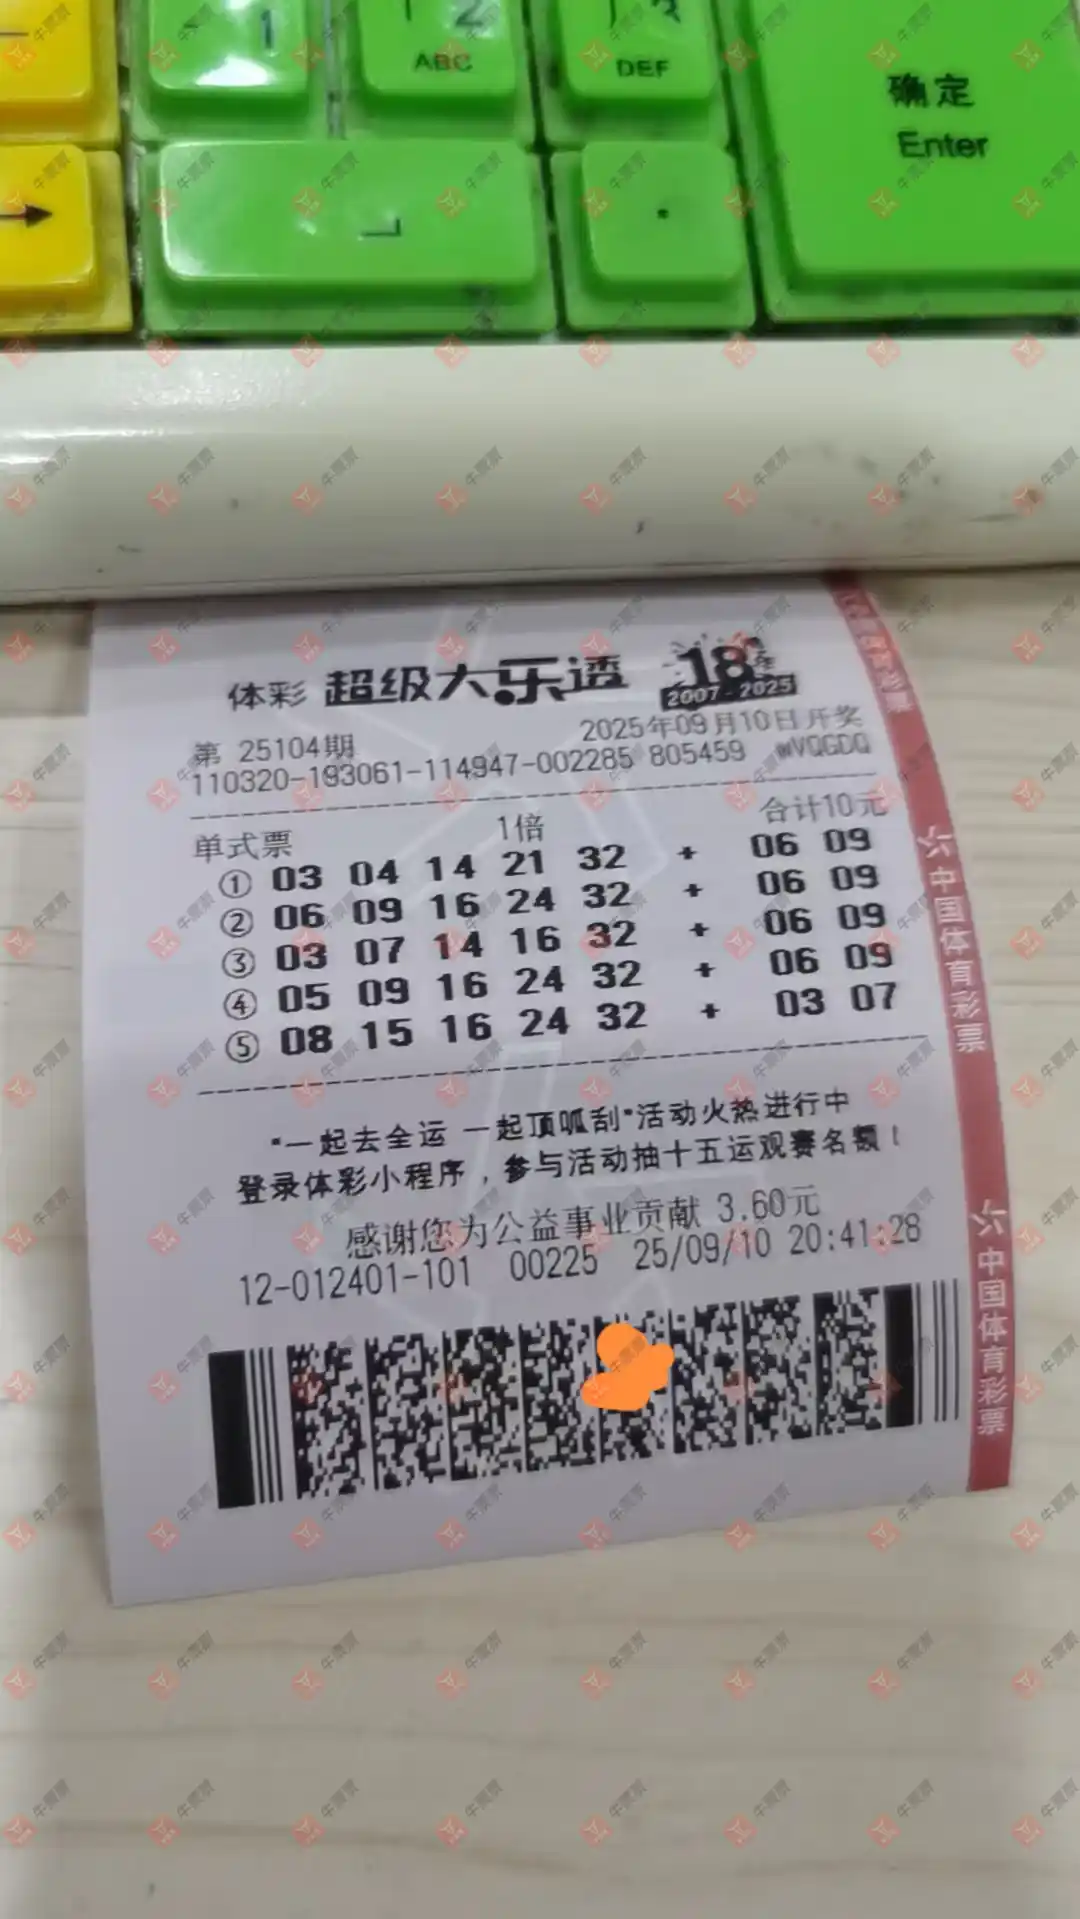 1
2
ABC
DEF
确定
Enter
体彩 超级大乐透 18年
2007-2025
第 25104期 2025年09月10日开奖
110320-193061-114947-002285 805459 wVQGDQ
单式票 1倍 合计10元
① 03 04 14 21 32 + 06 09
② 06 09 16 24 32 + 06 09
③ 03 07 14 16 32 + 06 09
④ 05 09 16 24 32 + 06 09
⑤ 08 15 16 24 32 + 03 07
"一起去全运 一起顶呱刮"活动火热进行中
登录体彩小程序，参与活动抽十五运观赛名额！
感谢您为公益事业贡献 3.60元
12-012401-101 00225 25/09/10 20:41:28
中国体育彩票
中国体育彩票